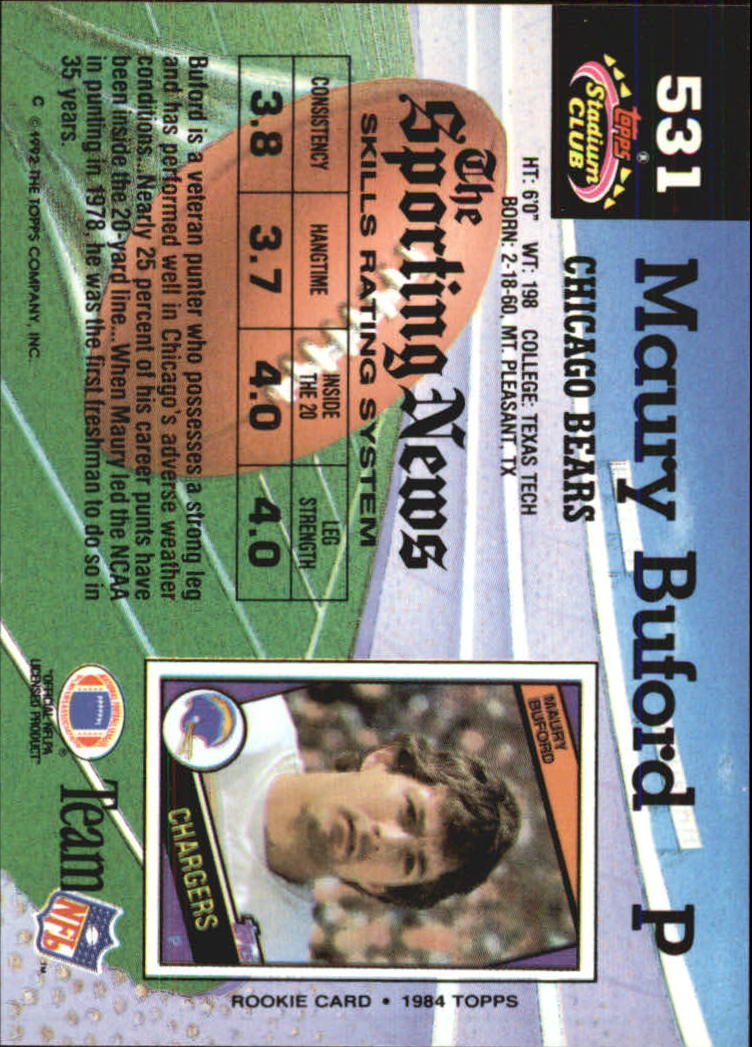 531
Maury Buford P
topps®
Stadium
CLUB
CHICAGO BEARS
HT: 6'0" WT: 198 COLLEGE: TEXAS TECH
BORN: 2-18-60, MT. PLEASANT, TX
The
Sporting News
SKILLS RATING SYSTEM
CONSISTENCY HANGTIME INSIDE THE 20 LEG STRENGTH
3.8 3.7 4.0 4.0
Buford is a veteran punter who possesses a strong leg
and has performed well in Chicago's adverse weather
conditions...Nearly 25 percent of his career punts have
been inside the 20-yard line...When Maury led the NCAA
in punting in 1978, he was the first freshman to do so in
35 years.
C © 1992 THE TOPPS COMPANY, INC.
MAURY
BUFORD
CHARGERS
P
ROOKIE CARD • 1984 TOPPS
®
"OFFICIAL NFLPA
LICENSED PRODUCT"
Team
NFL
™